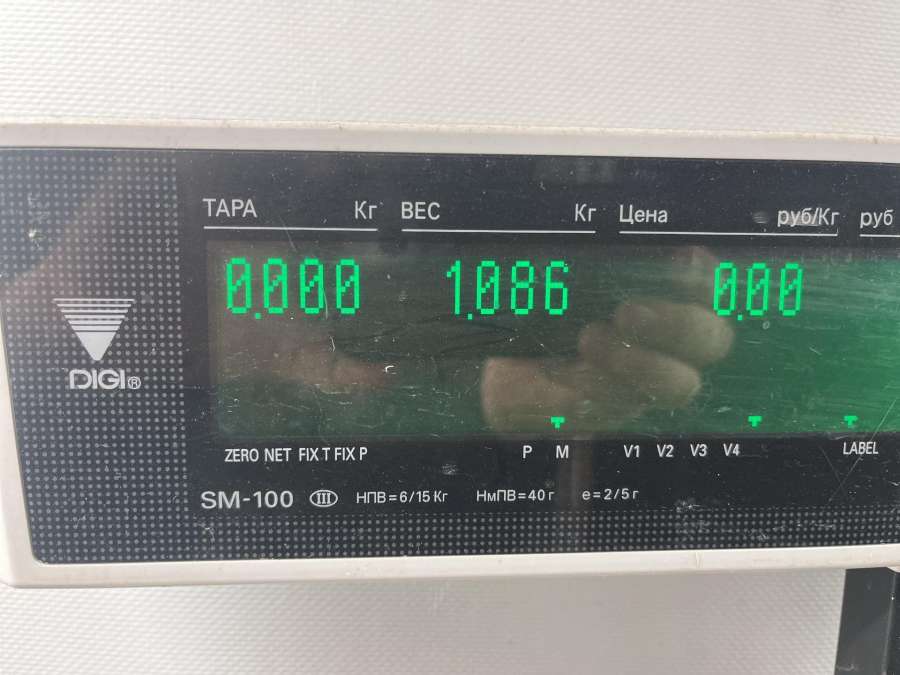 ТАРА Кг ВЕС Кг Цена руб/Кг руб
0.000 1.086 0.00
DIGI®
ZERO NET FIX T FIX P P M V1 V2 V3 V4 LABEL
SM-100 III НПВ=6/15 Кг НмПВ=40 г е=2/5 г